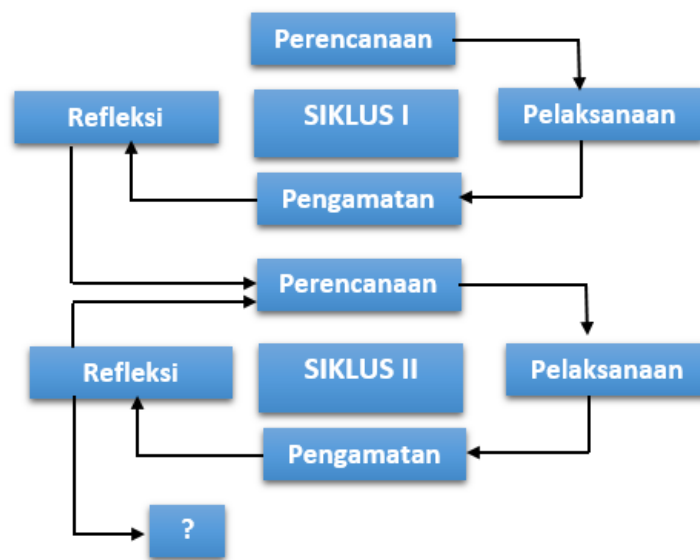 Perencanaan
Refleksi
SIKLUS I
Pelaksanaan
Pengamatan
Perencanaan
Refleksi
SIKLUS II
Pelaksanaan
Pengamatan
?